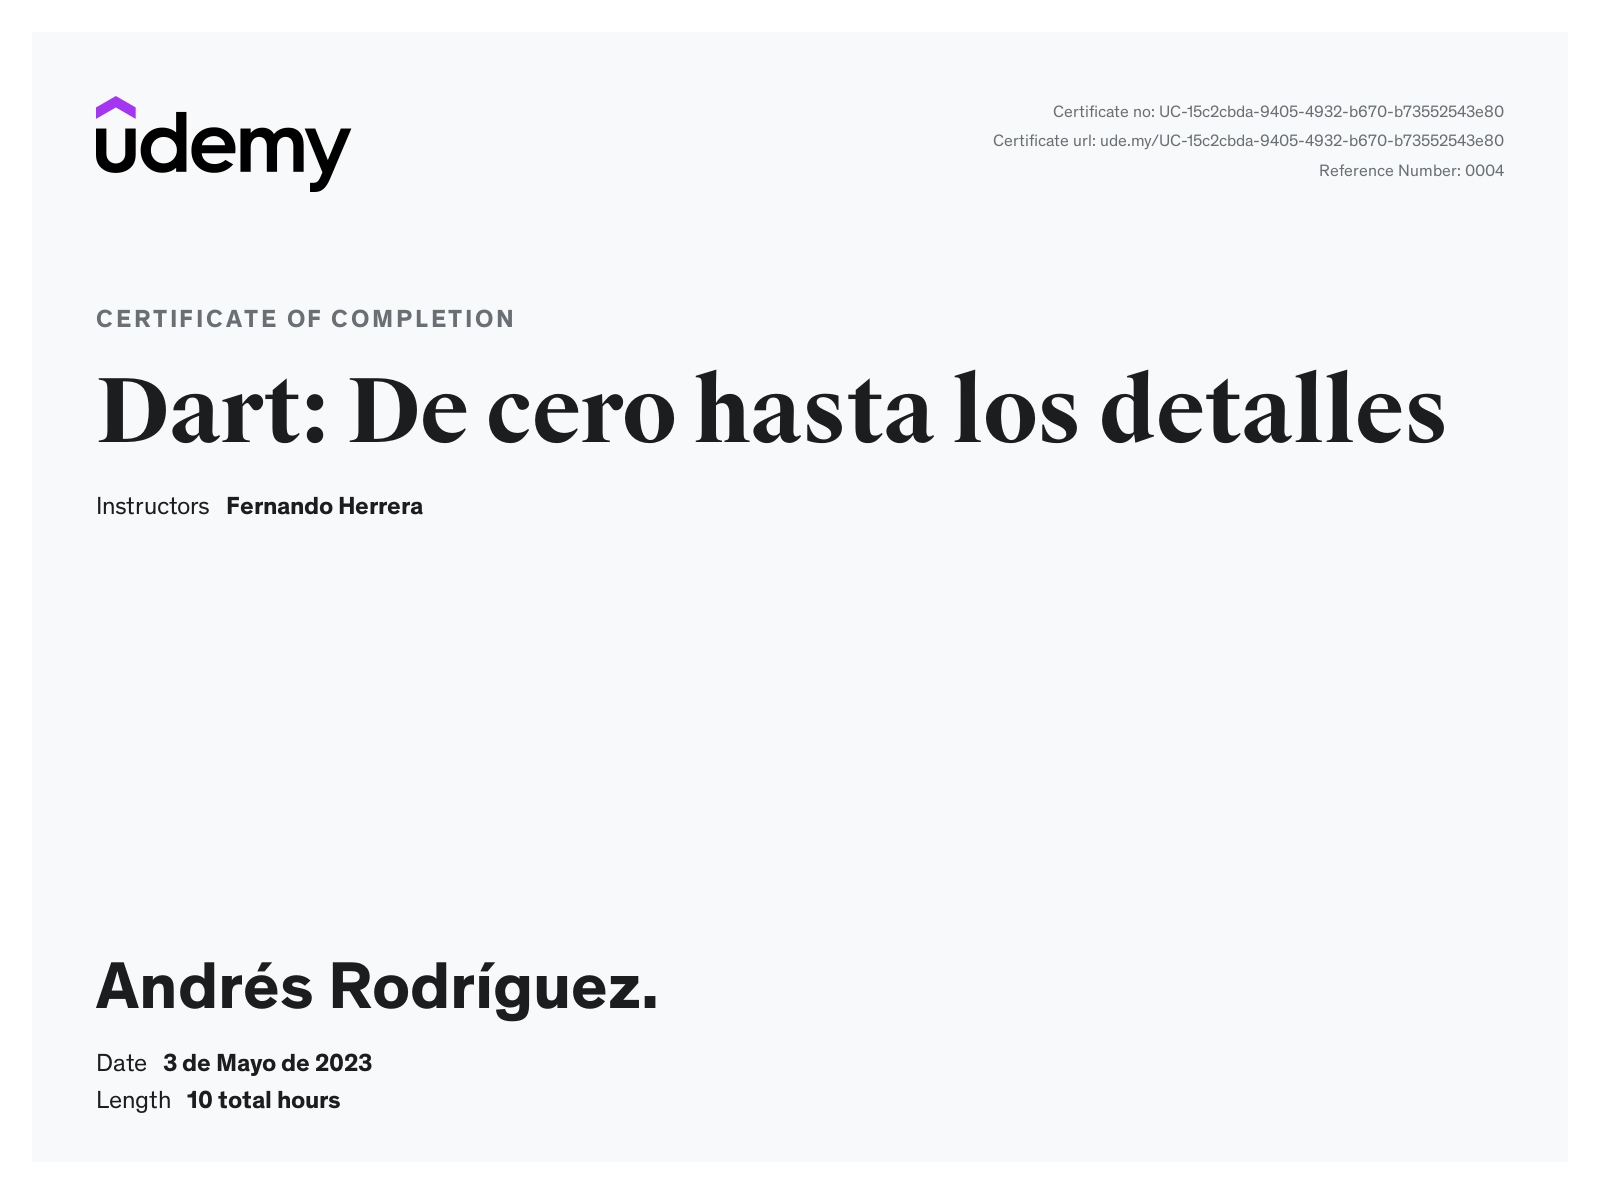 udemy
Certificate no: UC-15c2cbda-9405-4932-b670-b73552543e80
Certificate url: ude.my/UC-15c2cbda-9405-4932-b670-b73552543e80
Reference Number: 0004
CERTIFICATE OF COMPLETION
Dart: De cero hasta los detalles
Instructors Fernando Herrera
Andrés Rodríguez.
Date 3 de Mayo de 2023
Length 10 total hours